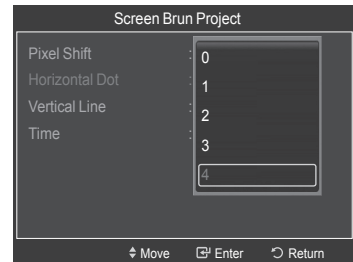 Screen Brun Project
Pixel Shift : 0
Horizontal Dot : 1
Vertical Line : 2
Time : 3
4
Move Enter Return